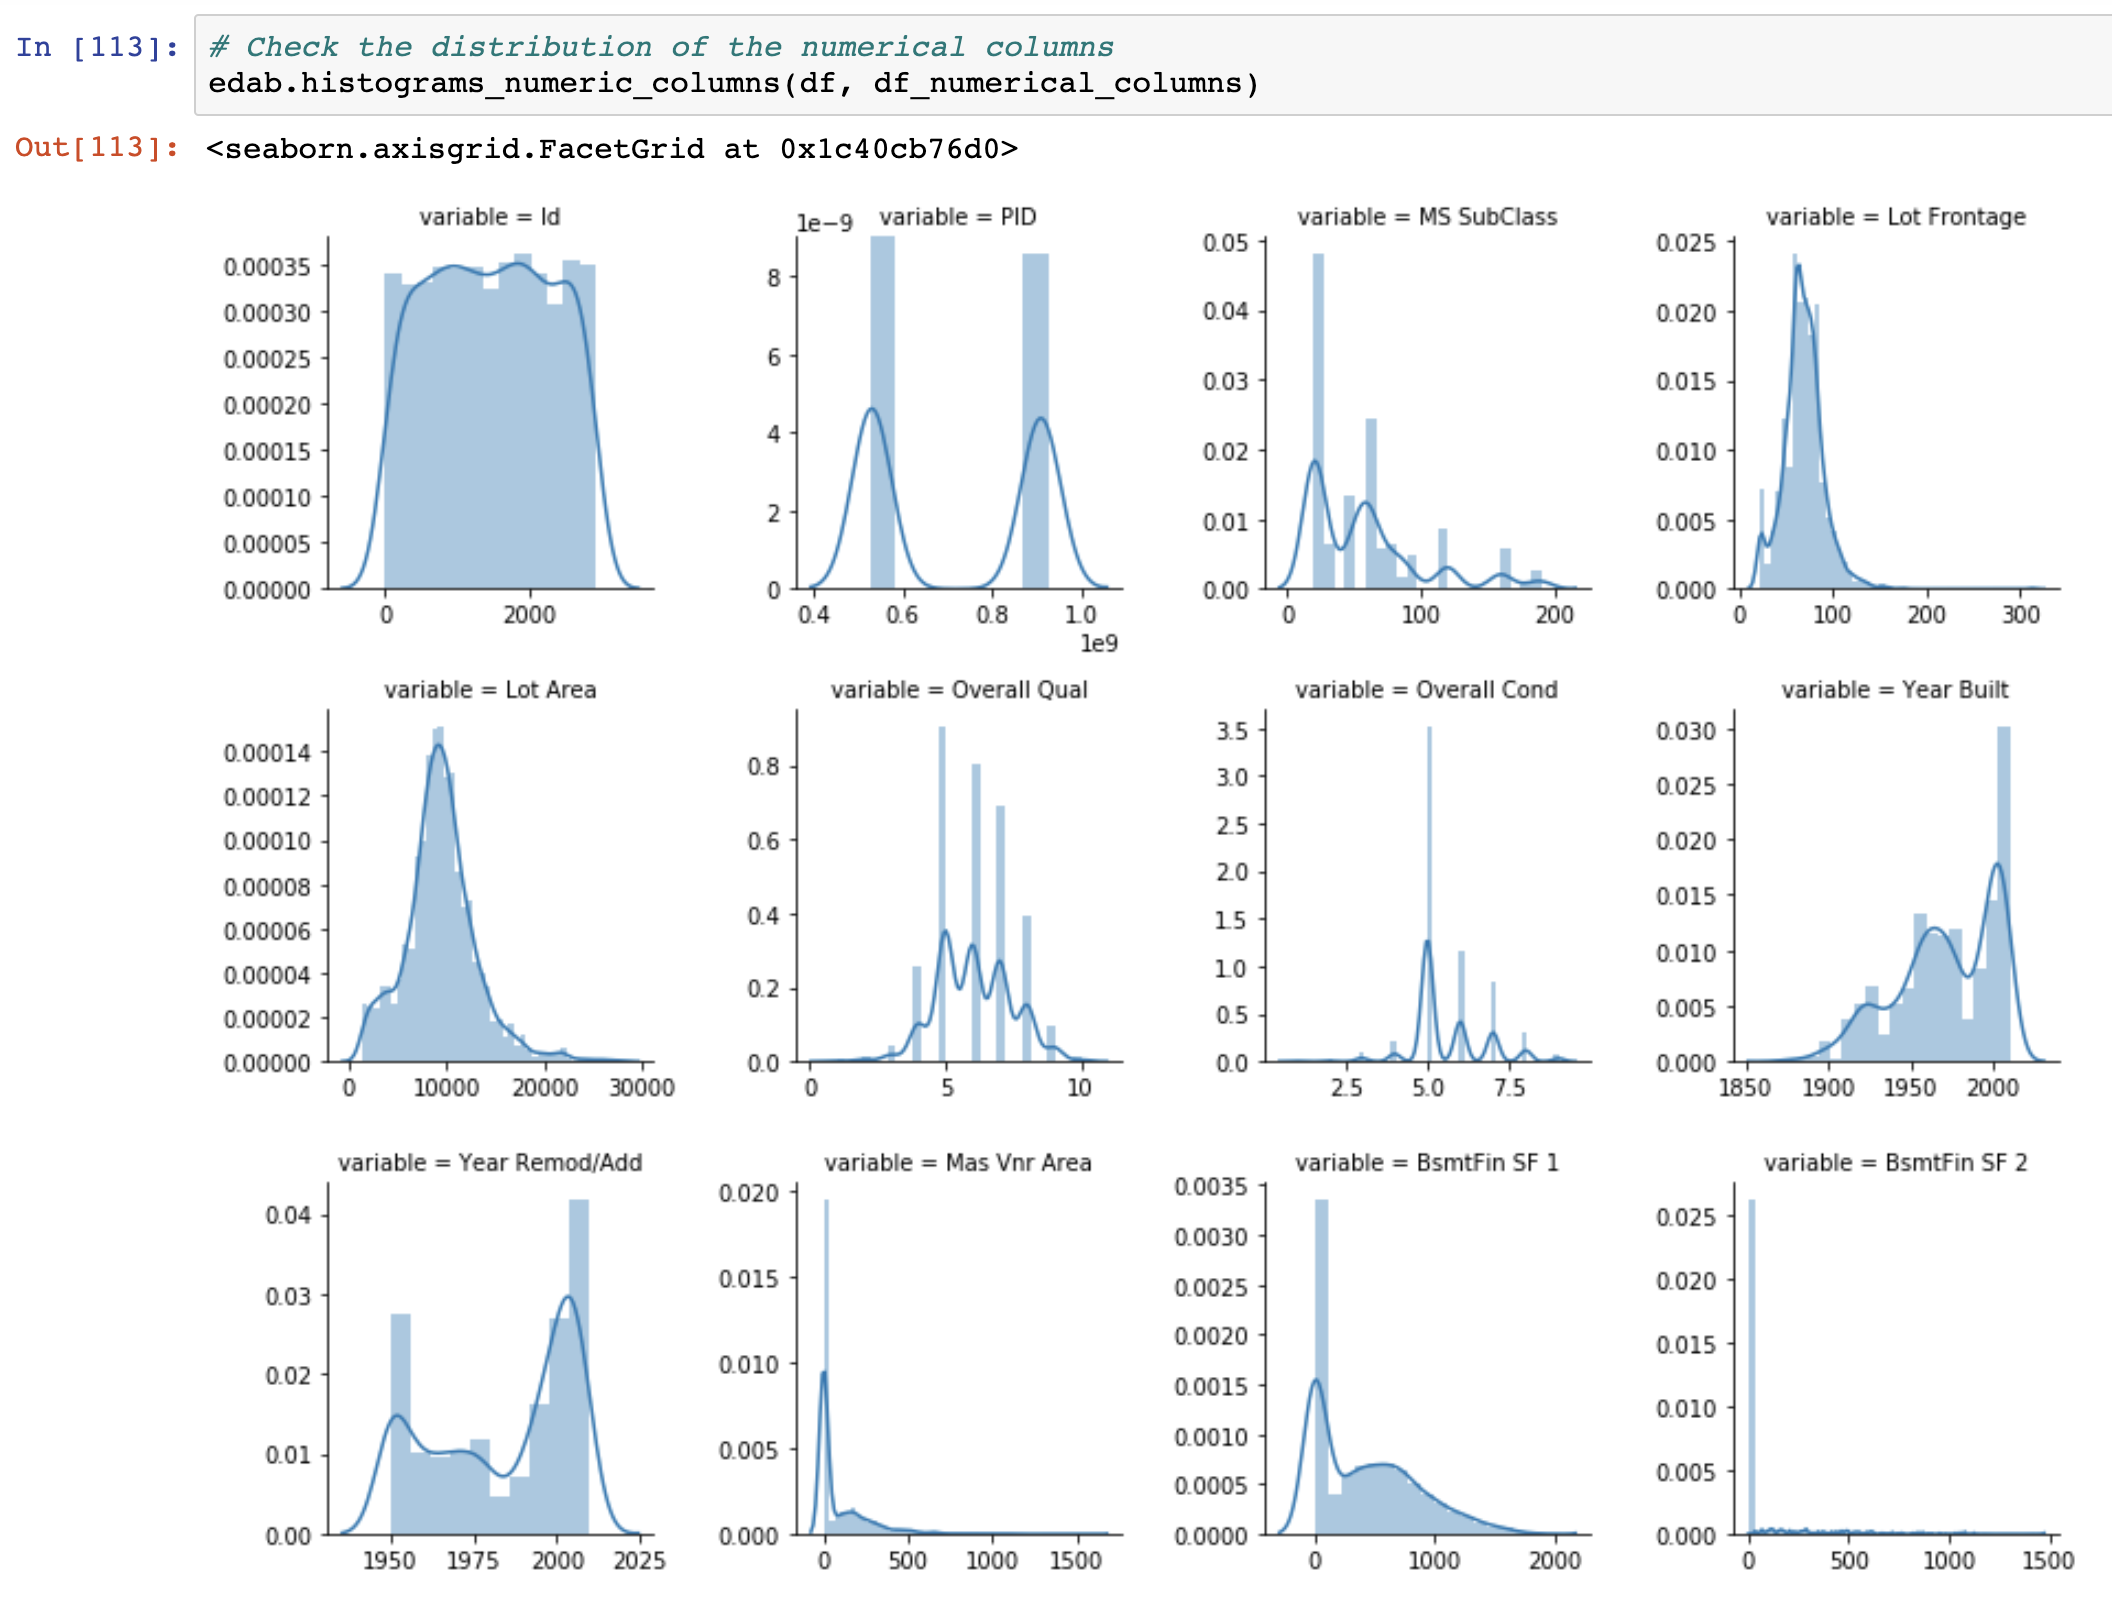 In [113]: # Check the distribution of the numerical columns
edab.histograms_numeric_columns(df, df_numerical_columns)
Out[113]: <seaborn.axisgrid.FacetGrid at 0x1c40cb76d0>
variable = Id
0.00035
0.00030
0.00025
0.00020
0.00015
0.00010
0.00005
0.00000
0 2000
1e−9 variable = PID
8
6
4
2
0
0.4 0.6 0.8 1.0
1e9
variable = MS SubClass
0.05
0.04
0.03
0.02
0.01
0.00
0 100 200
variable = Lot Frontage
0.025
0.020
0.015
0.010
0.005
0.000
0 100 200 300
variable = Lot Area
0.00014
0.00012
0.00010
0.00008
0.00006
0.00004
0.00002
0.00000
0 10000 20000 30000
variable = Overall Qual
0.8
0.6
0.4
0.2
0.0
0 5 10
variable = Overall Cond
3.5
3.0
2.5
2.0
1.5
1.0
0.5
0.0
2.5 5.0 7.5
variable = Year Built
0.030
0.025
0.020
0.015
0.010
0.005
0.000
1850 1900 1950 2000
variable = Year Remod/Add
0.04
0.03
0.02
0.01
0.00
1950 1975 2000 2025
variable = Mas Vnr Area
0.020
0.015
0.010
0.005
0.000
0 500 1000 1500
variable = BsmtFin SF 1
0.0035
0.0030
0.0025
0.0020
0.0015
0.0010
0.0005
0.0000
0 1000 2000
variable = BsmtFin SF 2
0.025
0.020
0.015
0.010
0.005
0.000
0 500 1000 1500